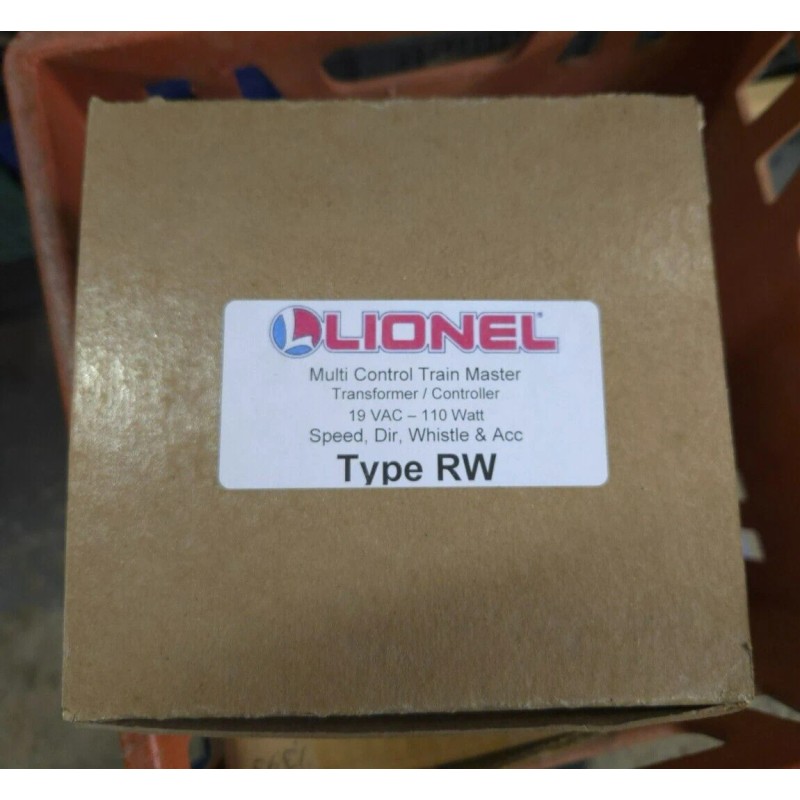 LIONEL®
Multi Control Train Master
Transformer / Controller
19 VAC – 110 Watt
Speed, Dir, Whistle & Acc
Type RW